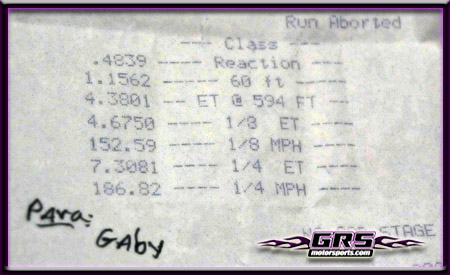 Run Aborted
---- Class ----
.4839 ---- Reaction ----
1.1562 ---- 60 ft ----
4.3801 -- ET @ 594 FT --
4.6750 ---- 1/8 ET ----
152.59 ---- 1/8 MPH ----
7.3081 ---- 1/4 ET ----
186.82 ---- 1/4 MPH ----
Para:
Gaby
STAGE
GRS
motorsports.com